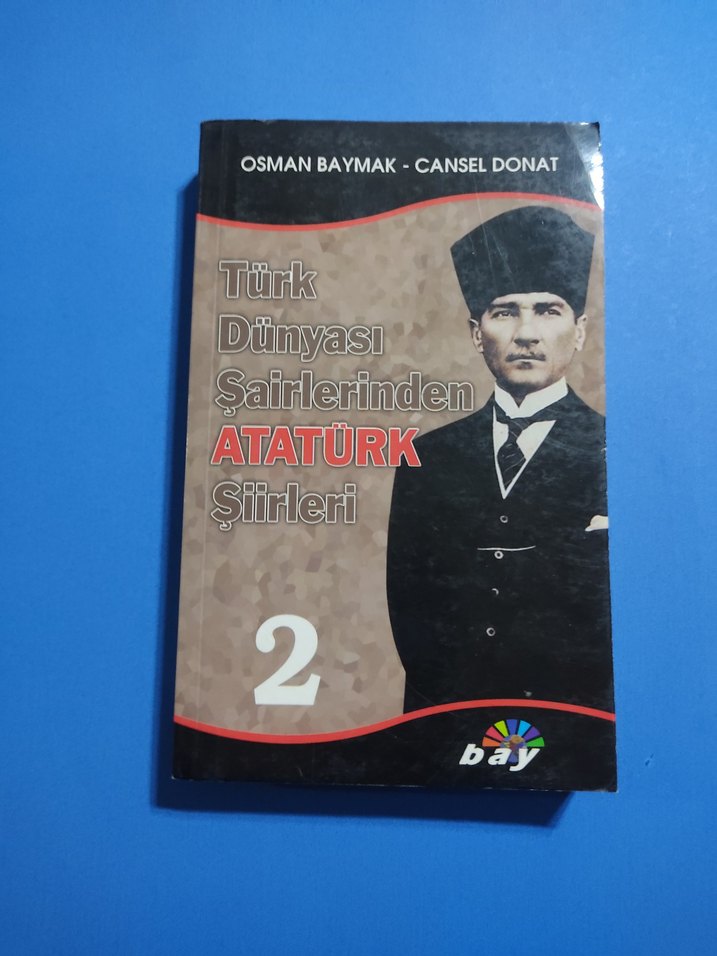 OSMAN BAYMAK - CANSEL DONAT
Türk
Dünyası
Şairlerinden
ATATÜRK
Şiirleri
2
bay